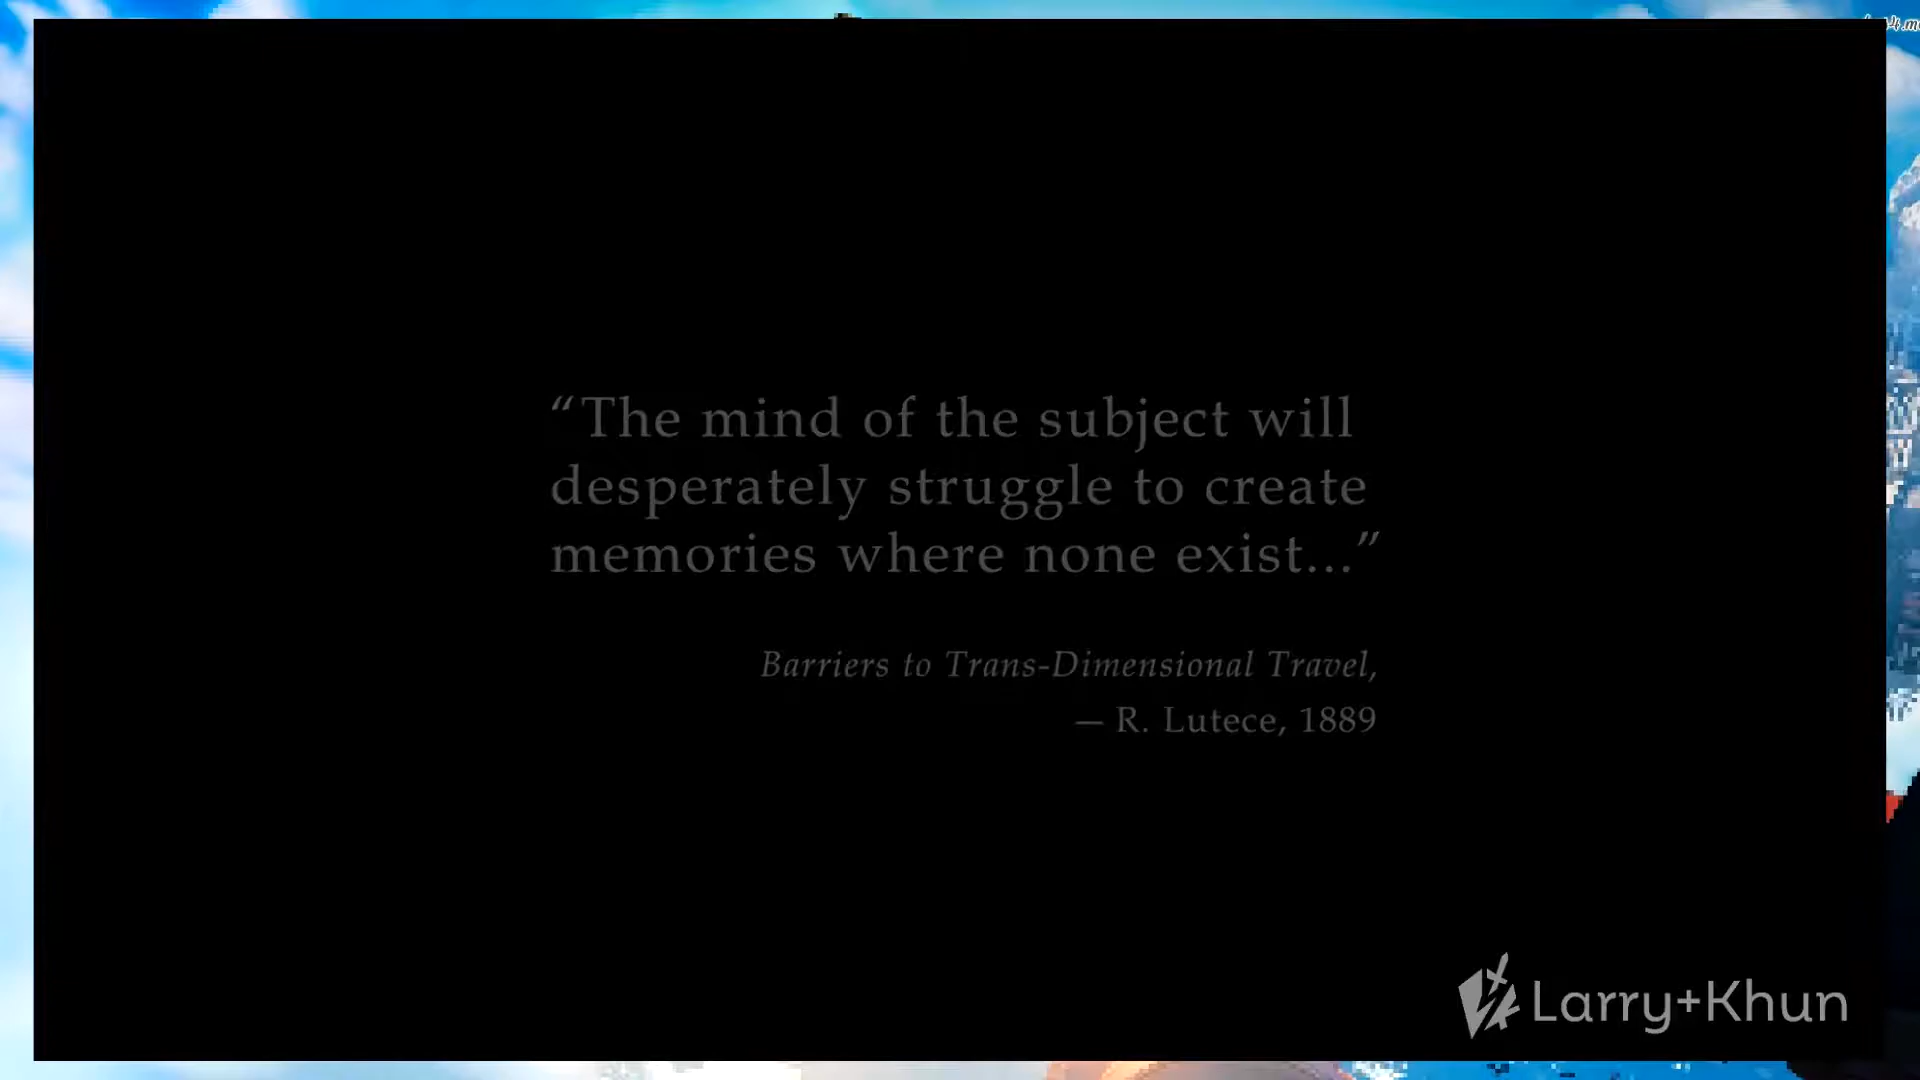 “The mind of the subject will
desperately struggle to create
memories where none exist...”
Barriers to Trans-Dimensional Travel,
— R. Lutece, 1889
Larry+Khun